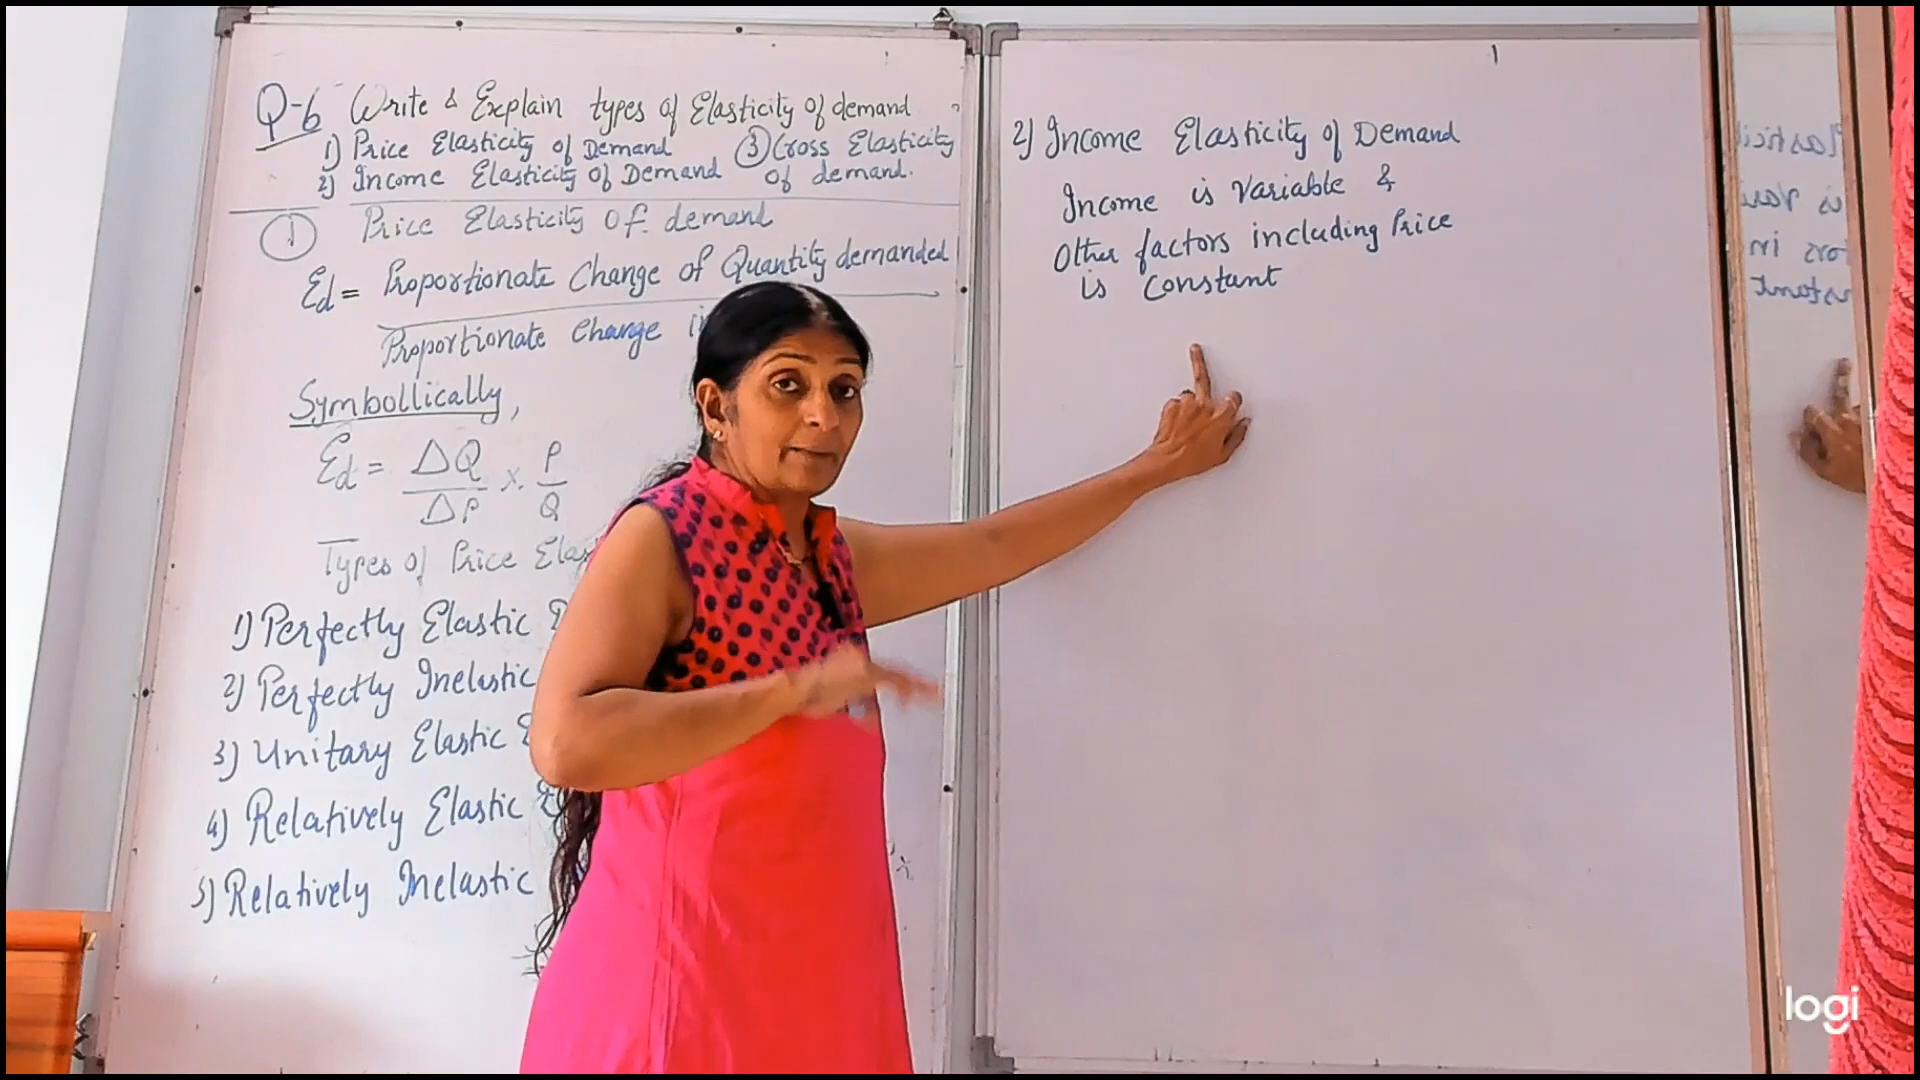 Q-6 Write & Explain types of Elasticity of demand
1) Price Elasticity of Demand
2) Income Elasticity of Demand
③ Cross Elasticity
of demand.
① Price Elasticity of demand
Ed = Proportionate Change of Quantity demanded
Proportionate Change
Symbollically,
Ed = ΔQ/ΔP × P/Q
Types of Price
1) Perfectly Elastic
2) Perfectly Inelastic
3) Unitary Elastic
4) Relatively Elastic
5) Relatively Inelastic
2) Income Elasticity of Demand
Income is Variable &
Other factors including Price
is Constant
logi